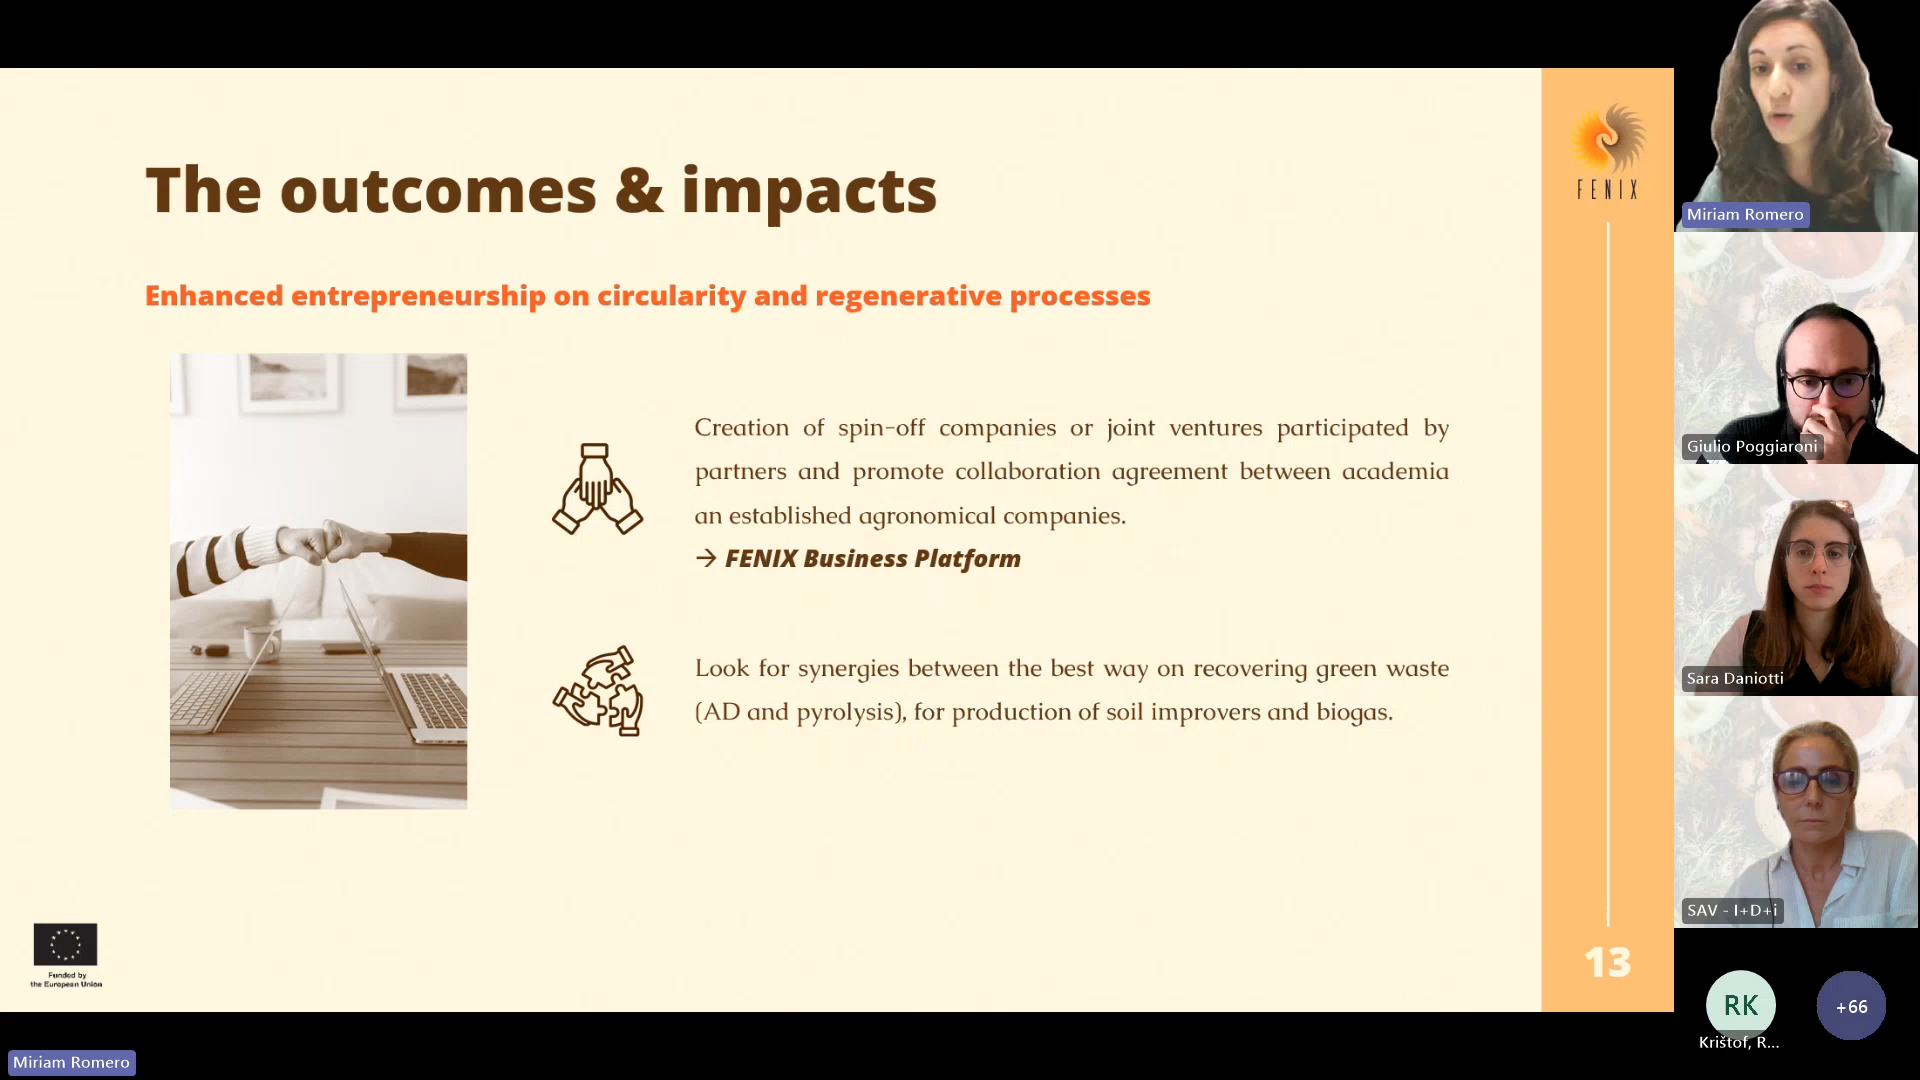 The outcomes & impacts
Enhanced entrepreneurship on circularity and regenerative processes
Creation of spin-off companies or joint ventures participated by
partners and promote collaboration agreement between academia
an established agronomical companies.
→ FENIX Business Platform
Look for synergies between the best way on recovering green waste
(AD and pyrolysis), for production of soil improvers and biogas.
Funded by
the European Union
FENIX
13
Miriam Romero
Giulio Poggiaroni
Sara Daniotti
SAV - I+D+i
RK
Krištof, R...
+66
Miriam Romero